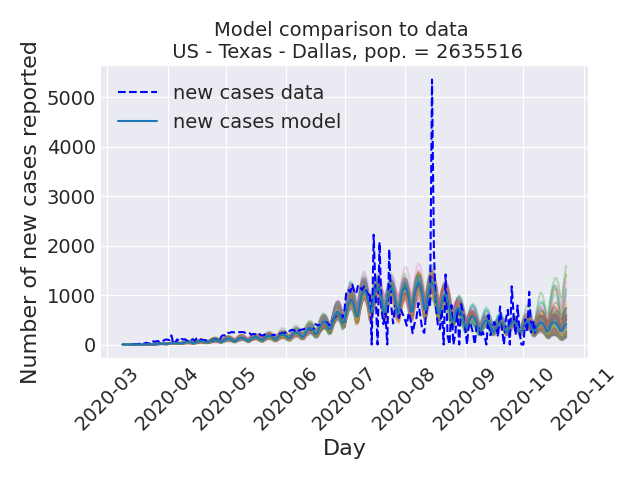 Model comparison to data
US - Texas - Dallas, pop. = 2635516
Number of new cases reported
5000
4000
3000
2000
1000
0
new cases data
new cases model
2020-03
2020-04
2020-05
2020-06
2020-07
2020-08
2020-09
2020-10
2020-11
Day